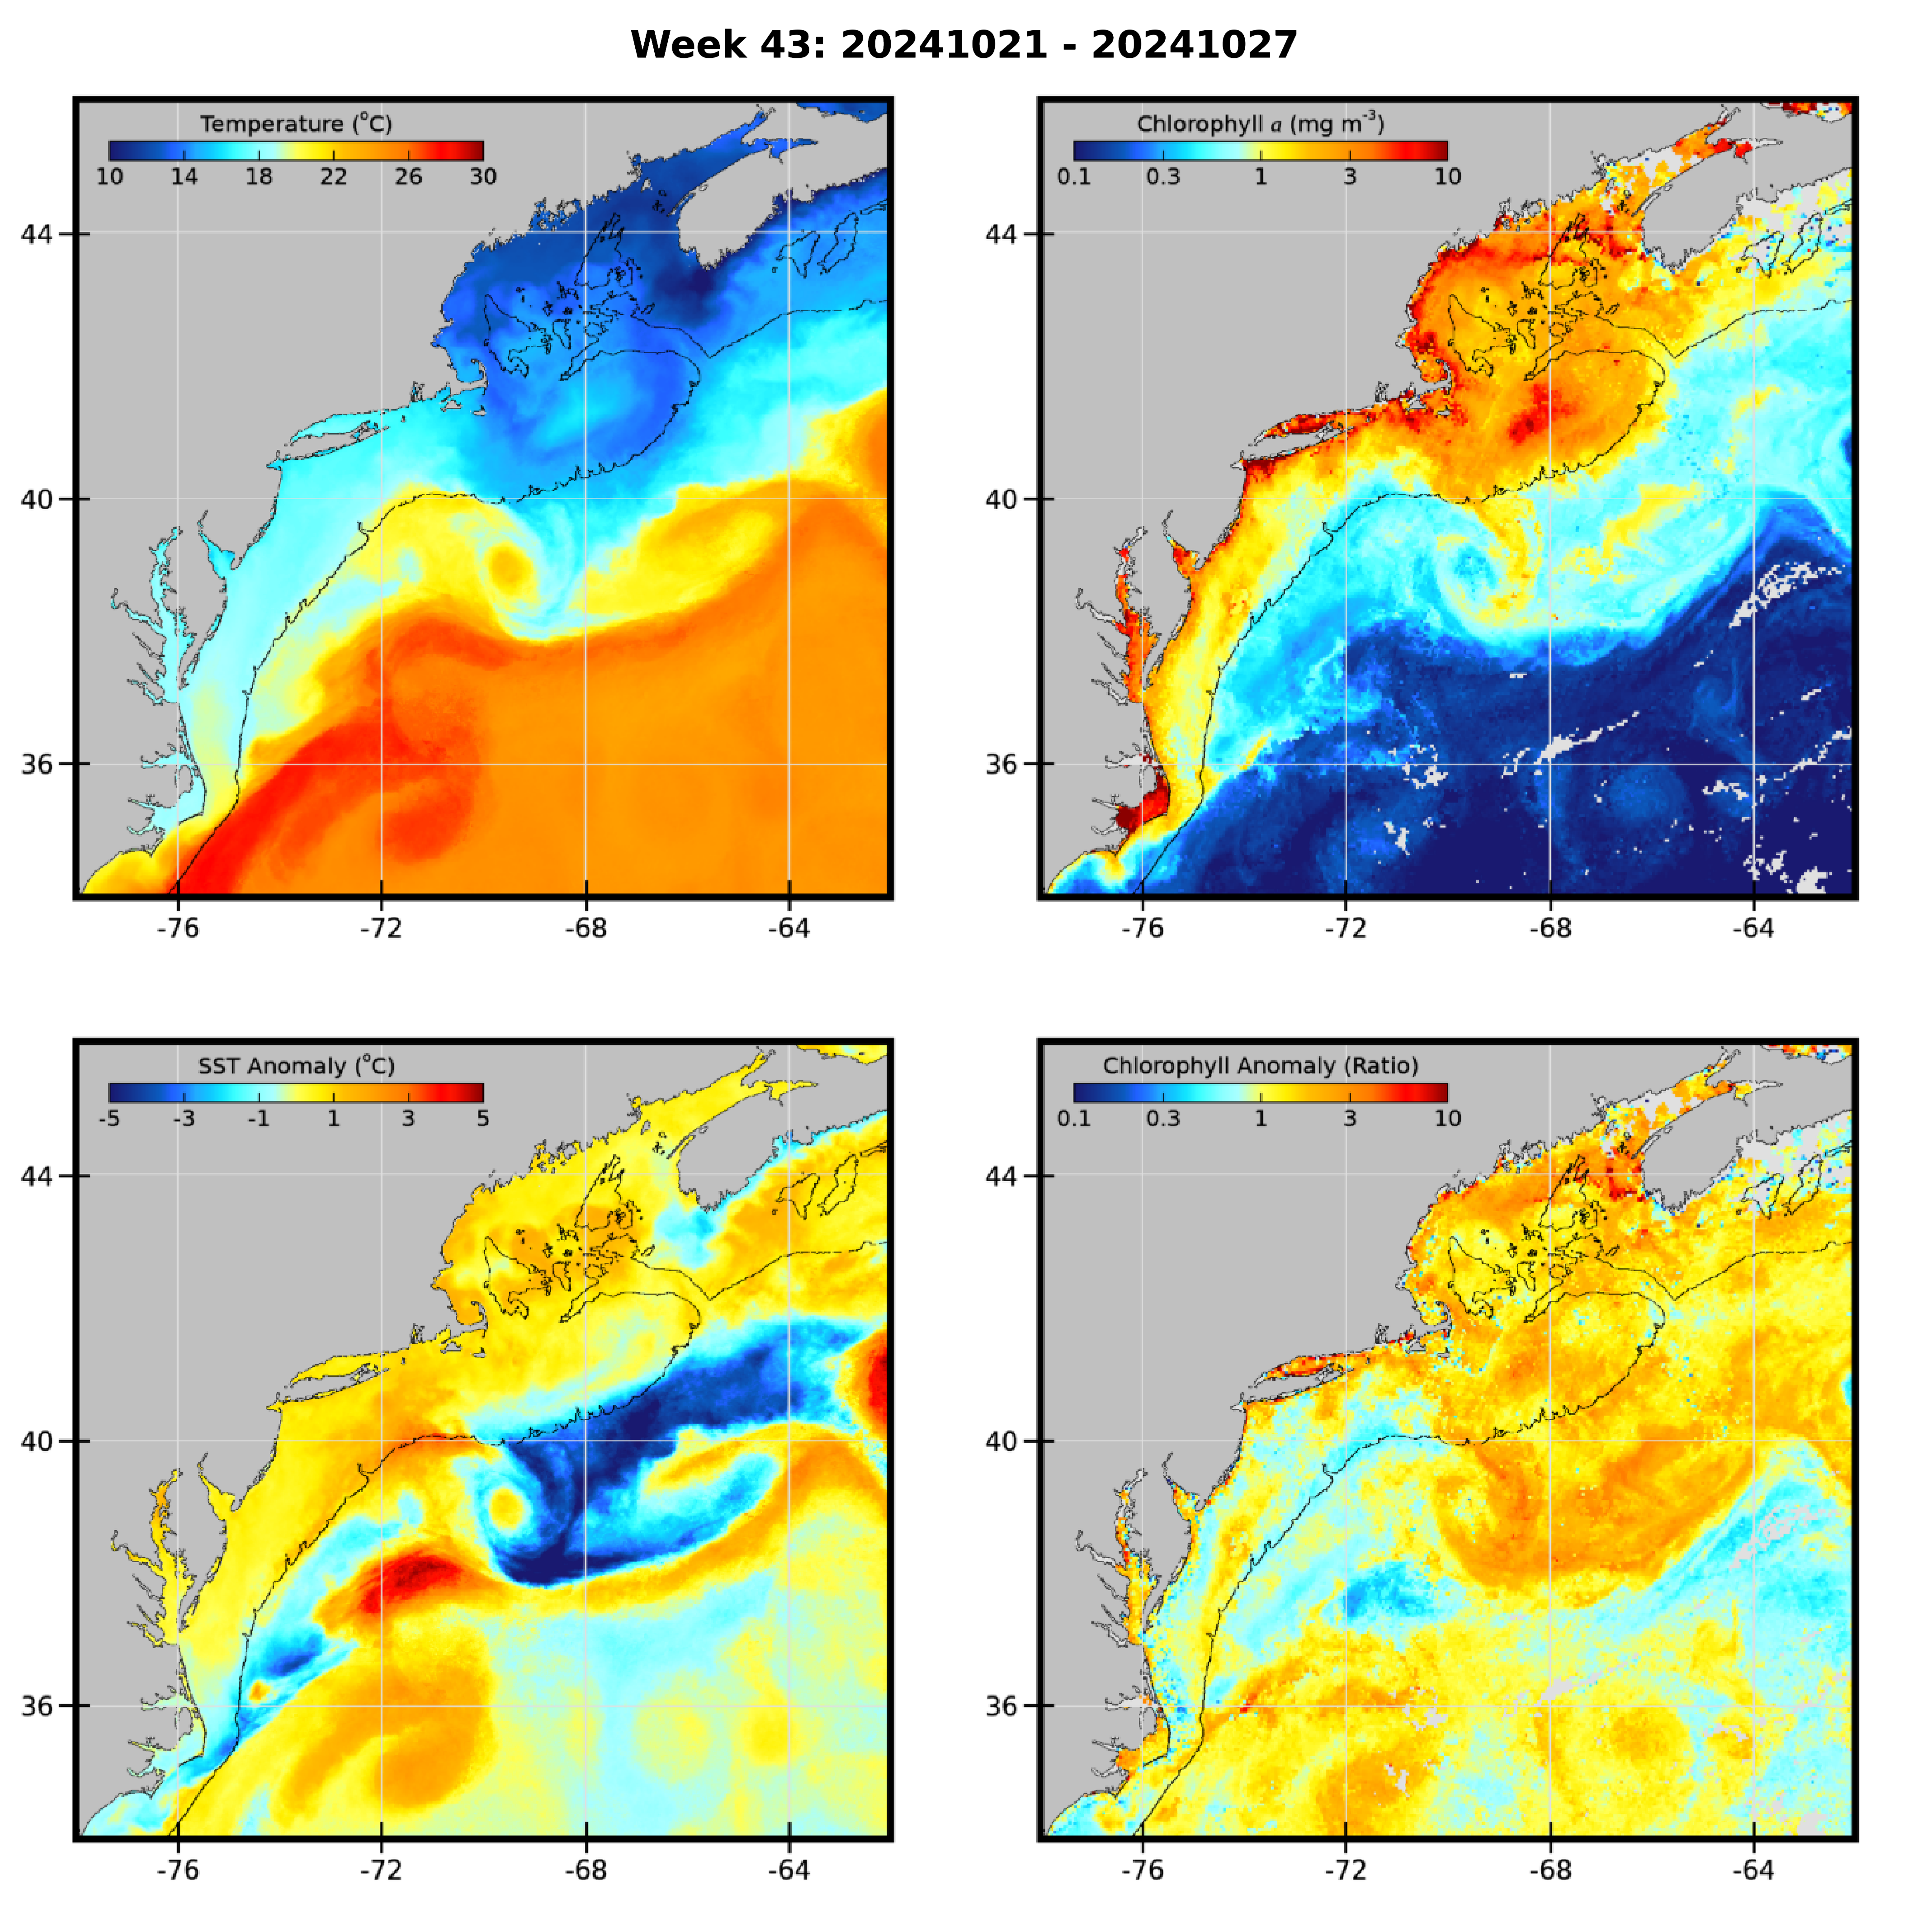 Week 43: 20241021 - 20241027
Temperature (°C)
10 14 18 22 26 30
44
40
36
-76 -72 -68 -64
Chlorophyll a (mg m⁻³)
0.1 0.3 1 3 10
44
40
36
-76 -72 -68 -64
SST Anomaly (°C)
-5 -3 -1 1 3 5
44
40
36
-76 -72 -68 -64
Chlorophyll Anomaly (Ratio)
0.1 0.3 1 3 10
44
40
36
-76 -72 -68 -64